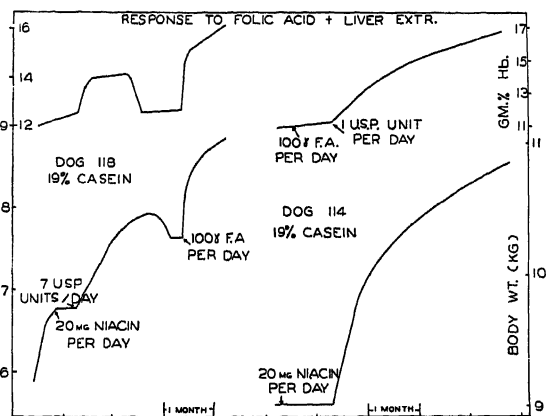 RESPONSE TO FOLIC ACID + LIVER EXTR.
16
14
9 12
8
7
6
17
15
13
11
11
10
9
GM.% Hb.
BODY WT. (KG)
100γ F.A.
PER DAY
1 U.S.P. UNIT
PER DAY
DOG 118
19% CASEIN
DOG 114
19% CASEIN
100γ F.A
PER DAY
7 USP
UNITS/DAY
20 MG NIACIN
PER DAY
20 MG NIACIN
PER DAY
1 MONTH
1 MONTH